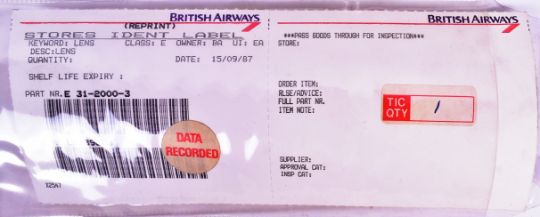 BRITISH AIRWAYS
(REPRINT)
STORES IDENT LABEL
KEYWORD: LENS CLASS: E OWNER: BA UI: EA
DESC:LENS
QUANTITY: DATE: 15/09/87
SHELF LIFE EXPIRY :
PART NR.E 31-2000-3
DATA
RECORDED
BRITISH AIRWAYS
***PASS GOODS THROUGH FOR INSPECTION***
STORE:
ORDER ITEM:
RLSE/ADVICE:
FULL PART NR.
ITEM NOTE:
TIC
QTY
1
SUPPLIER:
APPROVAL CAT:
INSP CAT: